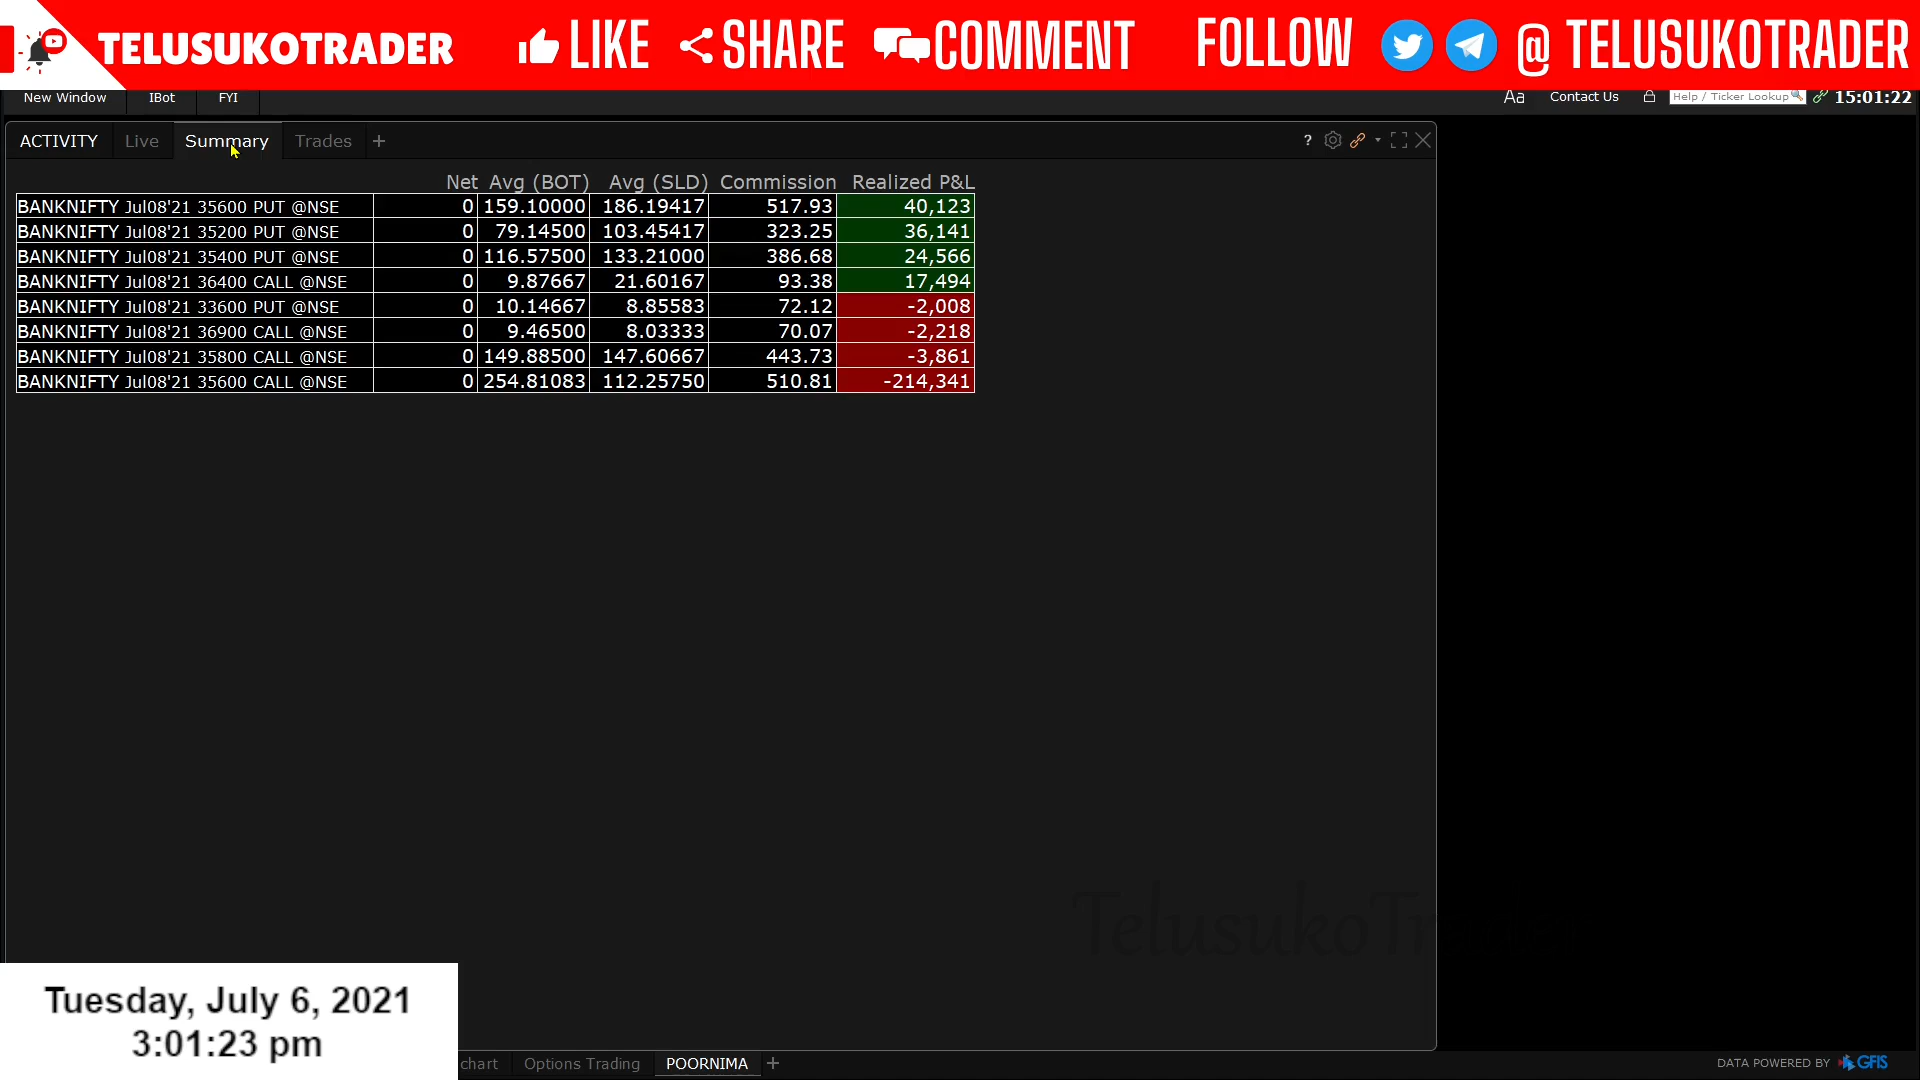 TELUSUKOTRADER LIKE SHARE COMMENT FOLLOW @ TELUSUKOTRADER
New Window IBot FYI Aa Contact Us Help / Ticker Lookup 15:01:22
ACTIVITY Live Summary Trades + ?
Net Avg (BOT) Avg (SLD) Commission Realized P&L
BANKNIFTY Jul08'21 35600 PUT @NSE 0 159.10000 186.19417 517.93 40,123
BANKNIFTY Jul08'21 35200 PUT @NSE 0 79.14500 103.45417 323.25 36,141
BANKNIFTY Jul08'21 35400 PUT @NSE 0 116.57500 133.21000 386.68 24,566
BANKNIFTY Jul08'21 36400 CALL @NSE 0 9.87667 21.60167 93.38 17,494
BANKNIFTY Jul08'21 33600 PUT @NSE 0 10.14667 8.85583 72.12 -2,008
BANKNIFTY Jul08'21 36900 CALL @NSE 0 9.46500 8.03333 70.07 -2,218
BANKNIFTY Jul08'21 35800 CALL @NSE 0 149.88500 147.60667 443.73 -3,861
BANKNIFTY Jul08'21 35600 CALL @NSE 0 254.81083 112.25750 510.81 -214,341
Tuesday, July 6, 2021
3:01:23 pm
chart Options Trading POORNIMA + DATA POWERED BY GFIS